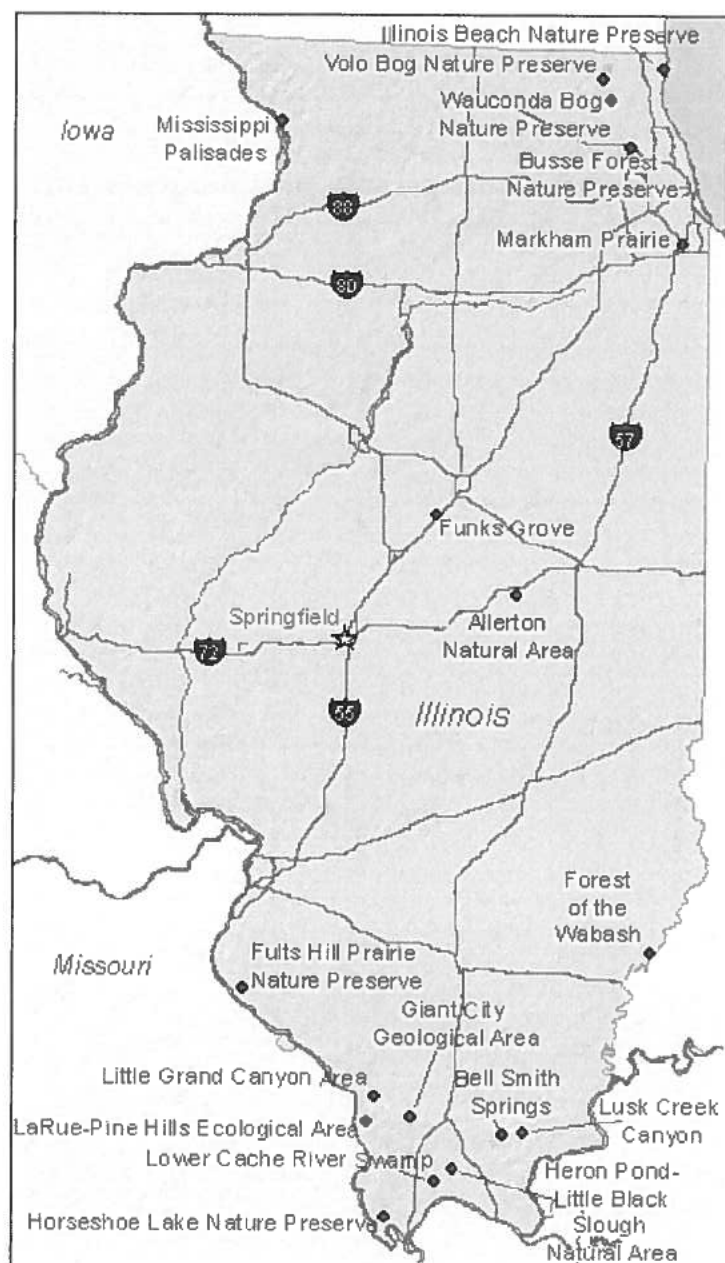 Illinois Beach Nature Preserve
Volo Bog Nature Preserve
Wauconda Bog
Nature Preserve
Iowa
Mississippi
Palisades
Busse Forest
Nature Preserve
88
Markham Prairie
80
57
Funks Grove
Springfield
Allerton
Natural Area
72
55
Illinois
Forest
of the
Wabash
Missouri
Fults Hill Prairie
Nature Preserve
Giant City
Geological Area
Little Grand Canyon Area
Bell Smith
Springs
Lusk Creek
Canyon
LaRue-Pine Hills Ecological Area
Lower Cache River Swamp
Heron Pond-
Little Black
Slough
Natural Area
Horseshoe Lake Nature Preserve